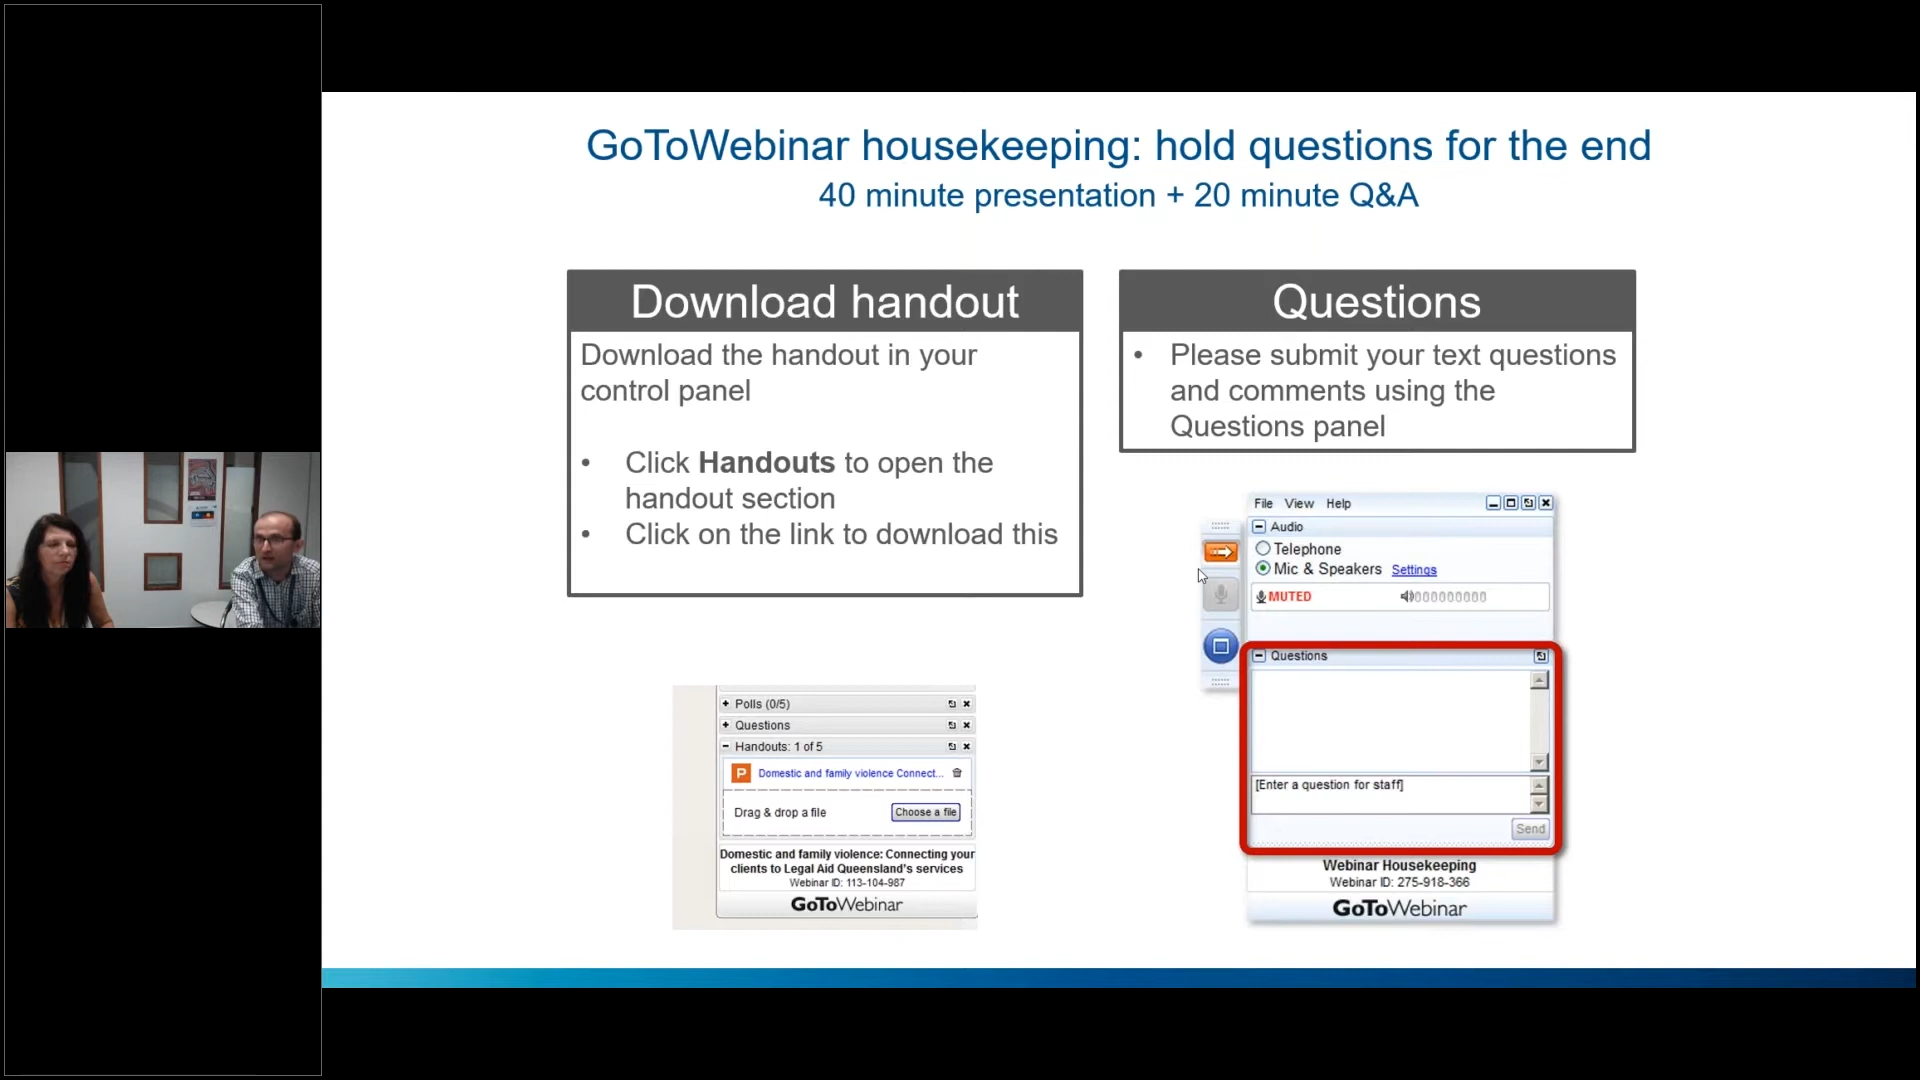 GoToWebinar housekeeping: hold questions for the end
40 minute presentation + 20 minute Q&A
Download handout
Download the handout in your
control panel
• Click Handouts to open the
handout section
• Click on the link to download this
Questions
• Please submit your text questions
and comments using the
Questions panel
Polls (0/5)
Questions
Handouts: 1 of 5
P
Domestic and family violence Connect...
Drag & drop a file
Choose a file
Domestic and family violence: Connecting your
clients to Legal Aid Queensland's services
Webinar ID: 113-104-987
GoToWebinar
File View Help
Audio
Telephone
Mic & Speakers Settings
MUTED
Questions
[Enter a question for staff]
Send
Webinar Housekeeping
Webinar ID: 275-918-366
GoToWebinar